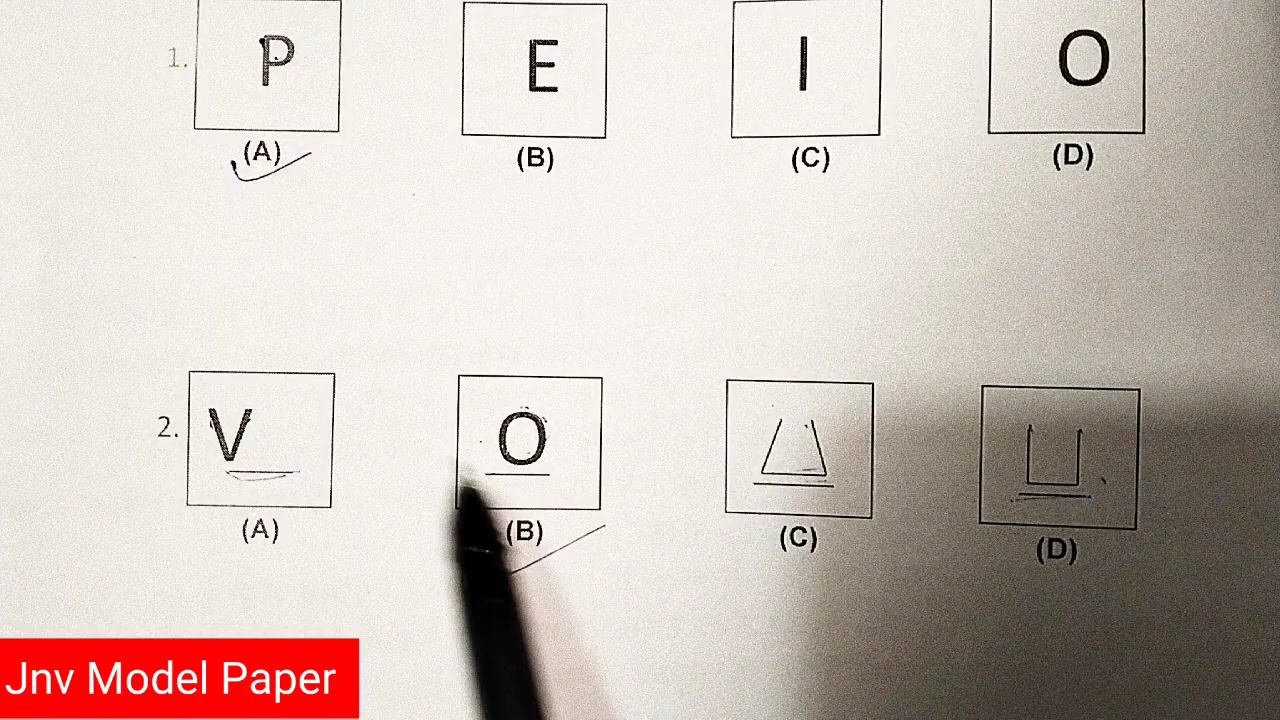 1. P E I O
(A) (B) (C) (D)
2. V O
(A) (B) (C) (D)
Jnv Model Paper